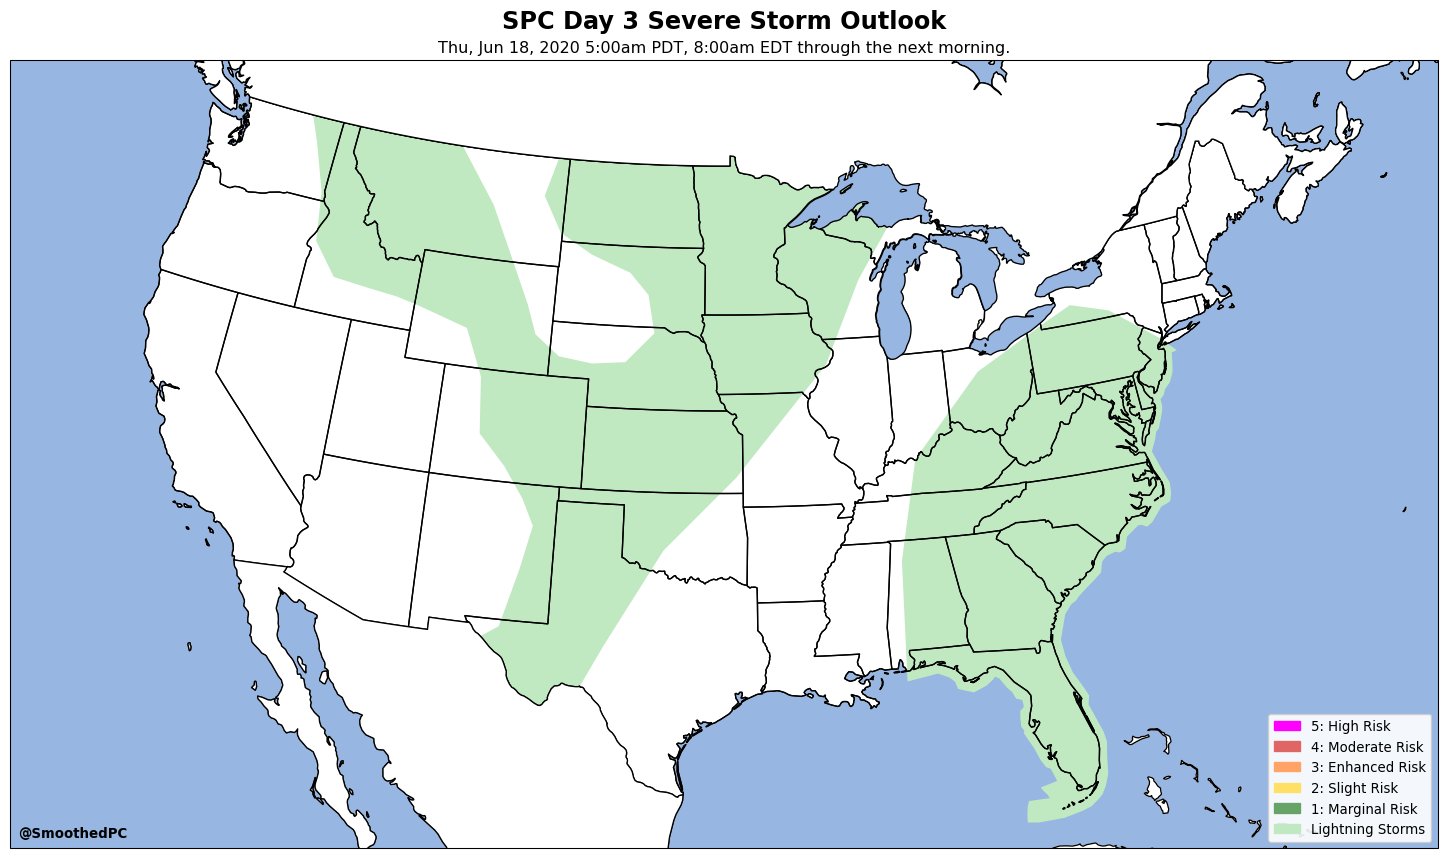 SPC Day 3 Severe Storm Outlook
Thu, Jun 18, 2020 5:00am PDT, 8:00am EDT through the next morning.
5: High Risk
4: Moderate Risk
3: Enhanced Risk
2: Slight Risk
1: Marginal Risk
Lightning Storms
@SmoothedPC